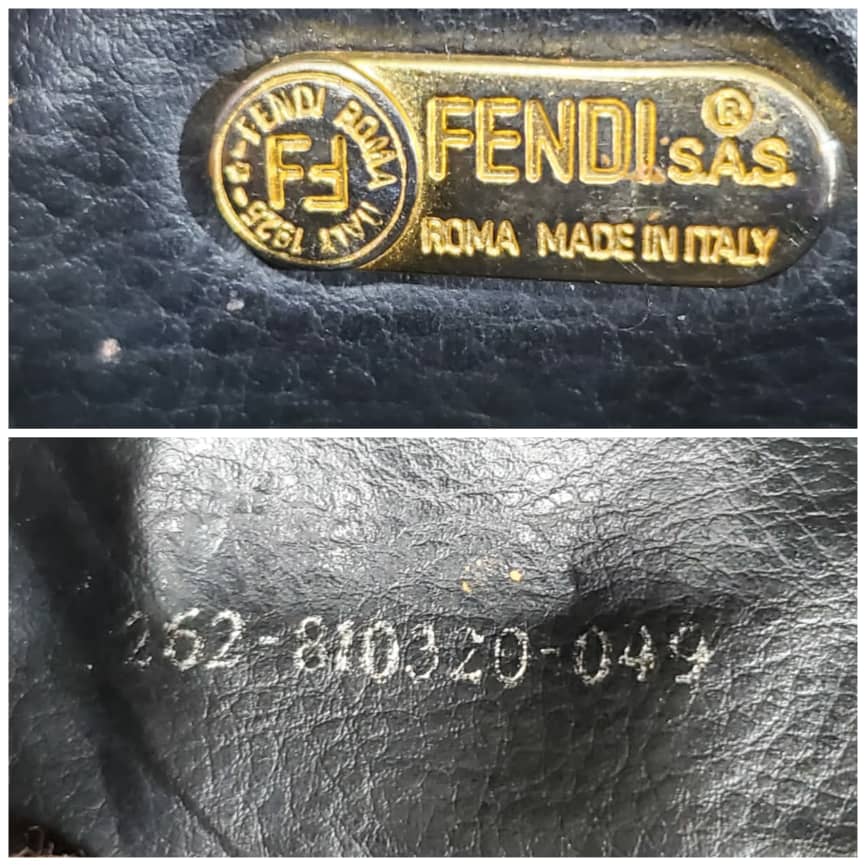 FENDI ROMA ITALY 1925
FF
FENDI ® S.A.S.
ROMA MADE IN ITALY
262-810320-049